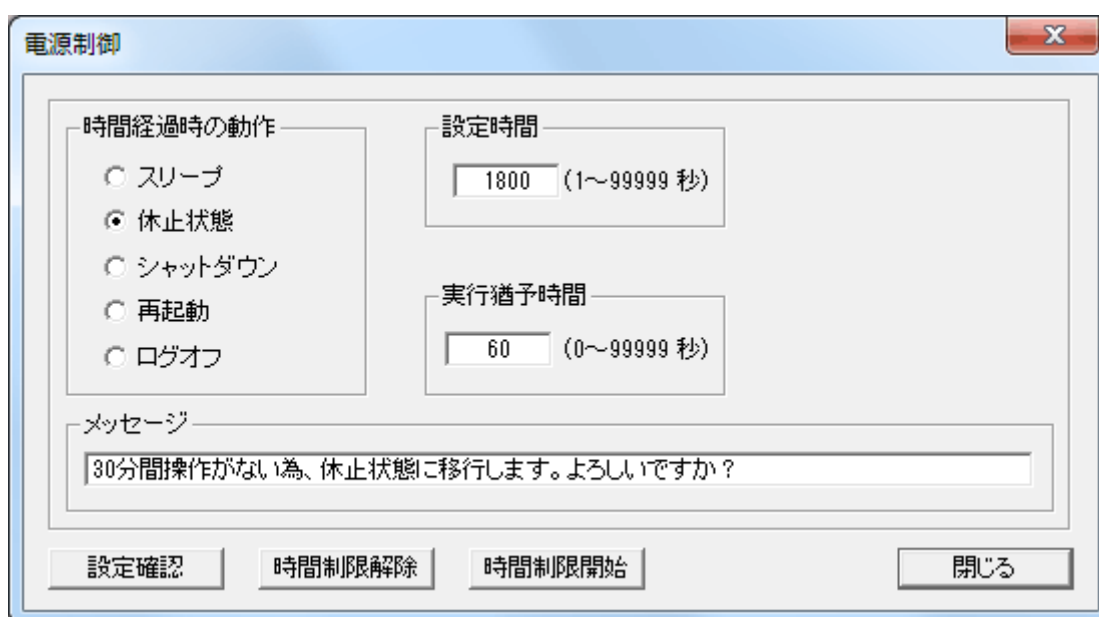 電源制御
時間経過時の動作
スリープ
休止状態
シャットダウン
再起動
ログオフ
設定時間
1800 (1～99999 秒)
実行猶予時間
60 (0～99999 秒)
メッセージ
30分間操作がない為、休止状態に移行します。よろしいですか？
設定確認 時間制限解除 時間制限開始 閉じる